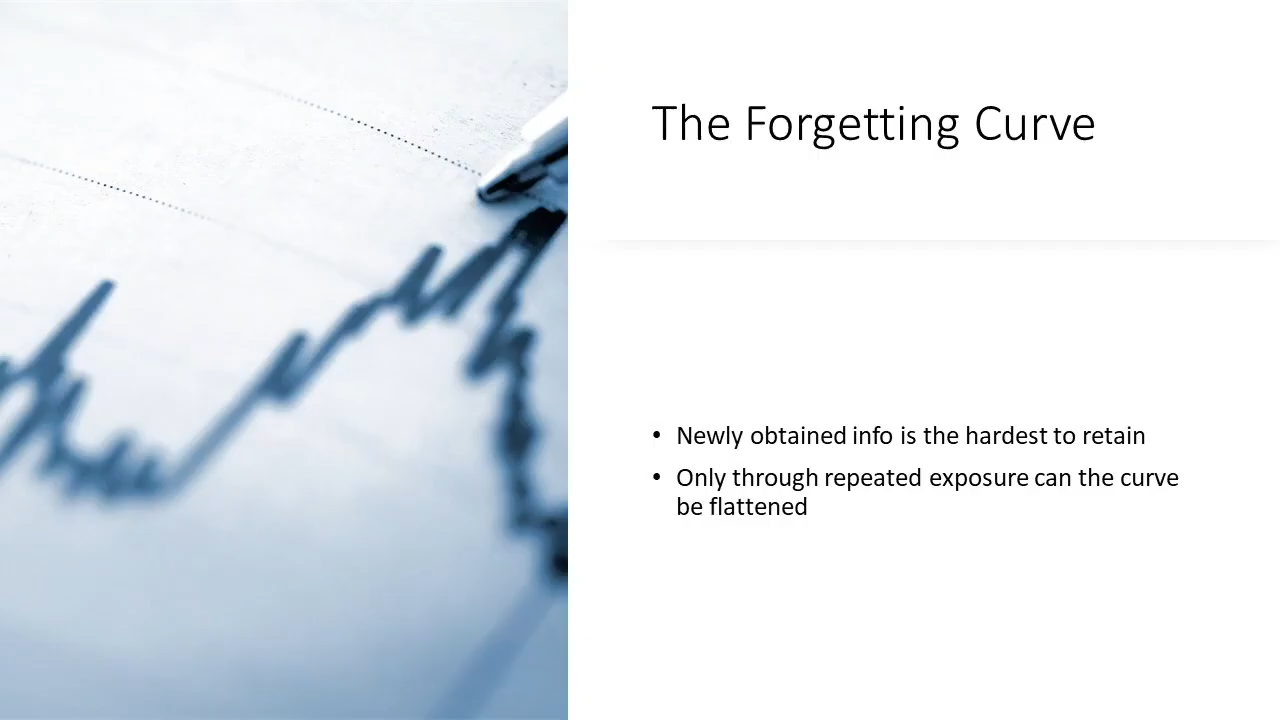 The Forgetting Curve
• Newly obtained info is the hardest to retain
• Only through repeated exposure can the curve
be flattened